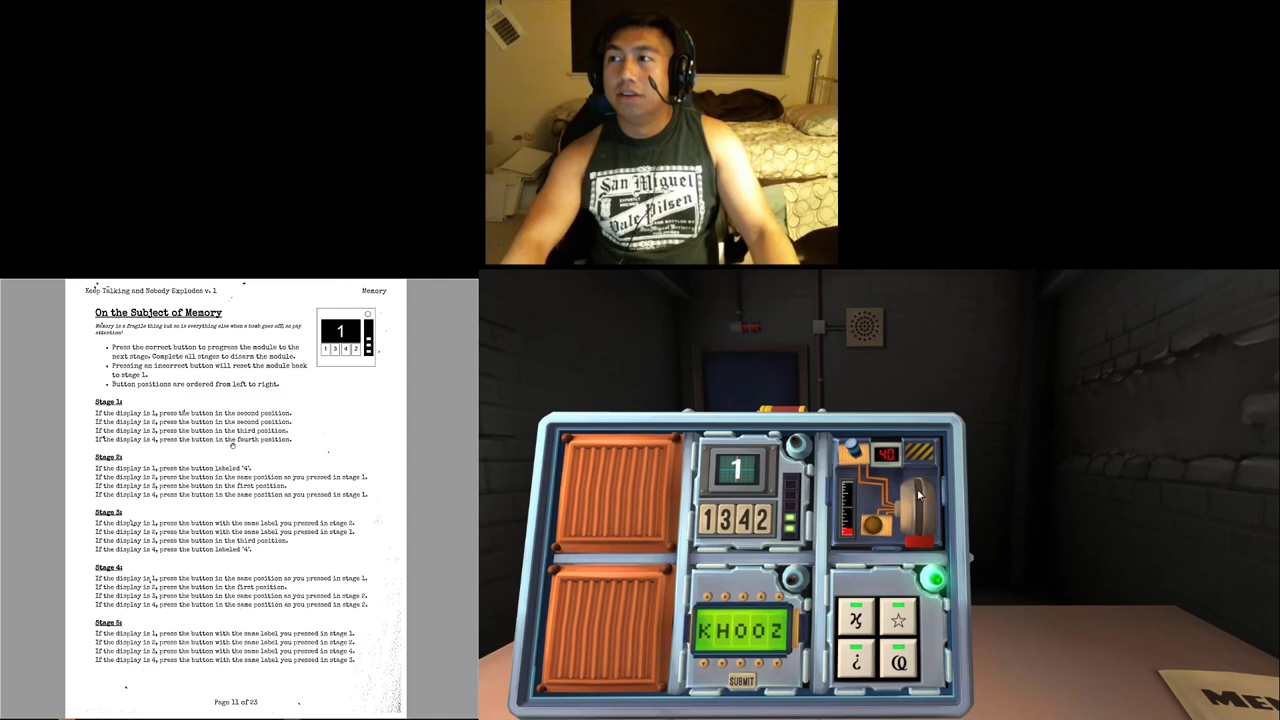 San Miguel
Pale Pilsen
Keep Talking and Nobody Explodes v. 1
Memory
On the Subject of Memory
Memory is a fragile thing but so is everything else when a bomb goes off, so pay
attention!
1
1 3 4 2
• Press the correct button to progress the module to the
next stage. Complete all stages to disarm the module.
• Pressing an incorrect button will reset the module back
to stage 1.
• Button positions are ordered from left to right.
Stage 1:
If the display is 1, press the button in the second position.
If the display is 2, press the button in the second position.
If the display is 3, press the button in the third position.
If the display is 4, press the button in the fourth position.
Stage 2:
If the display is 1, press the button labeled '4'.
If the display is 2, press the button in the same position as you pressed in stage 1.
If the display is 3, press the button in the first position.
If the display is 4, press the button in the same position as you pressed in stage 1.
Stage 3:
If the display is 1, press the button with the same label you pressed in stage 2.
If the display is 2, press the button with the same label you pressed in stage 1.
If the display is 3, press the button in the third position.
If the display is 4, press the button labeled '4'.
Stage 4:
If the display is 1, press the button in the same position as you pressed in stage 1.
If the display is 2, press the button in the first position.
If the display is 3, press the button in the same position as you pressed in stage 2.
If the display is 4, press the button in the same position as you pressed in stage 2.
Stage 5:
If the display is 1, press the button with the same label you pressed in stage 1.
If the display is 2, press the button with the same label you pressed in stage 2.
If the display is 3, press the button with the same label you pressed in stage 4.
If the display is 4, press the button with the same label you pressed in stage 3.
Page 11 of 23
1
1 3 4 2
40
KHOOZ
SUBMIT
ϗ ☆
¿ Ҩ